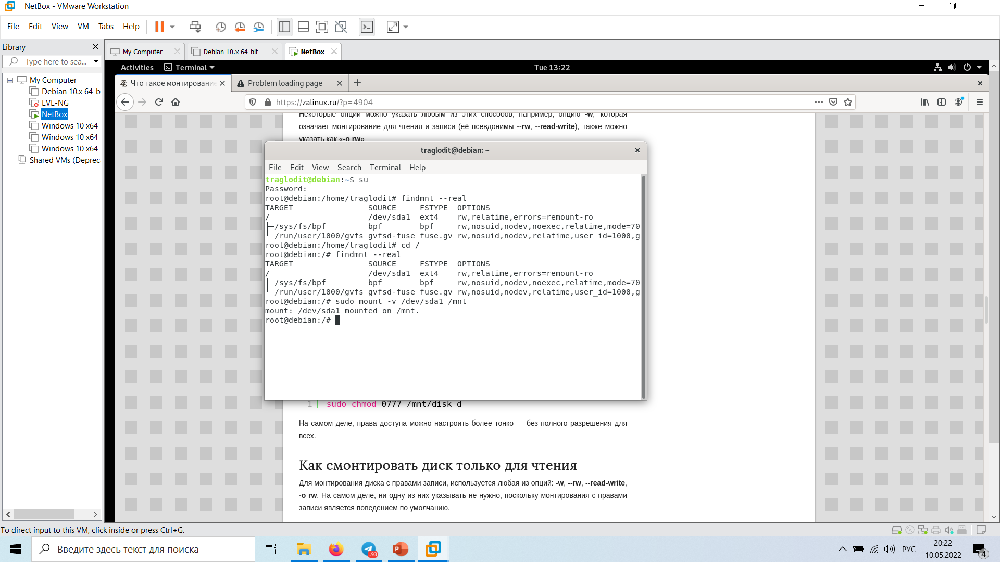 NetBox - VMware Workstation
File Edit View VM Tabs Help
Library
Type here to sea...
My Computer
Debian 10.x 64-b
EVE-NG
NetBox
Windows 10 x64
Windows 10 x64
Windows 10 x64
Shared VMs (Depreca
My Computer
Debian 10.x 64-bit
NetBox
Activities
Terminal
Tue 13:22
Что такое монтирование
Problem loading page
https://zalinux.ru/?p=4904
Некоторые опции можно указать любым из этих способов, например, опцию -w, которая
означает монтирование для чтения и записи (её псевдонимы --rw, --read-write), также можно
указать как «-o rw».
traglodit@debian: ~
File Edit View Search Terminal Help
traglodit@debian:~$ su
Password:
root@debian:/home/traglodit# findmnt --real
TARGET SOURCE FSTYPE OPTIONS
/ /dev/sda1 ext4 rw,relatime,errors=remount-ro
├─/sys/fs/bpf bpf bpf rw,nosuid,nodev,noexec,relatime,mode=70
└─/run/user/1000/gvfs gvfsd-fuse fuse.gv rw,nosuid,nodev,relatime,user_id=1000,g
root@debian:/home/traglodit# cd /
root@debian:/# findmnt --real
TARGET SOURCE FSTYPE OPTIONS
/ /dev/sda1 ext4 rw,relatime,errors=remount-ro
├─/sys/fs/bpf bpf bpf rw,nosuid,nodev,noexec,relatime,mode=70
└─/run/user/1000/gvfs gvfsd-fuse fuse.gv rw,nosuid,nodev,relatime,user_id=1000,g
root@debian:/# sudo mount -v /dev/sda1 /mnt
mount: /dev/sda1 mounted on /mnt.
root@debian:/#
1 sudo chmod 0777 /mnt/disk d
На самом деле, права доступа можно настроить более тонко — без полного разрешения для
всех.
Как смонтировать диск только для чтения
Для монтирования диска с правами записи, используется любая из опций: -w, --rw, --read-write,
-o rw. На самом деле, ни одну из них указывать не нужно, поскольку монтирования с правами
записи является поведением по умолчанию.
To direct input to this VM, click inside or press Ctrl+G.
Введите здесь текст для поиска
..93
РУС
20:22
10.05.2022
4